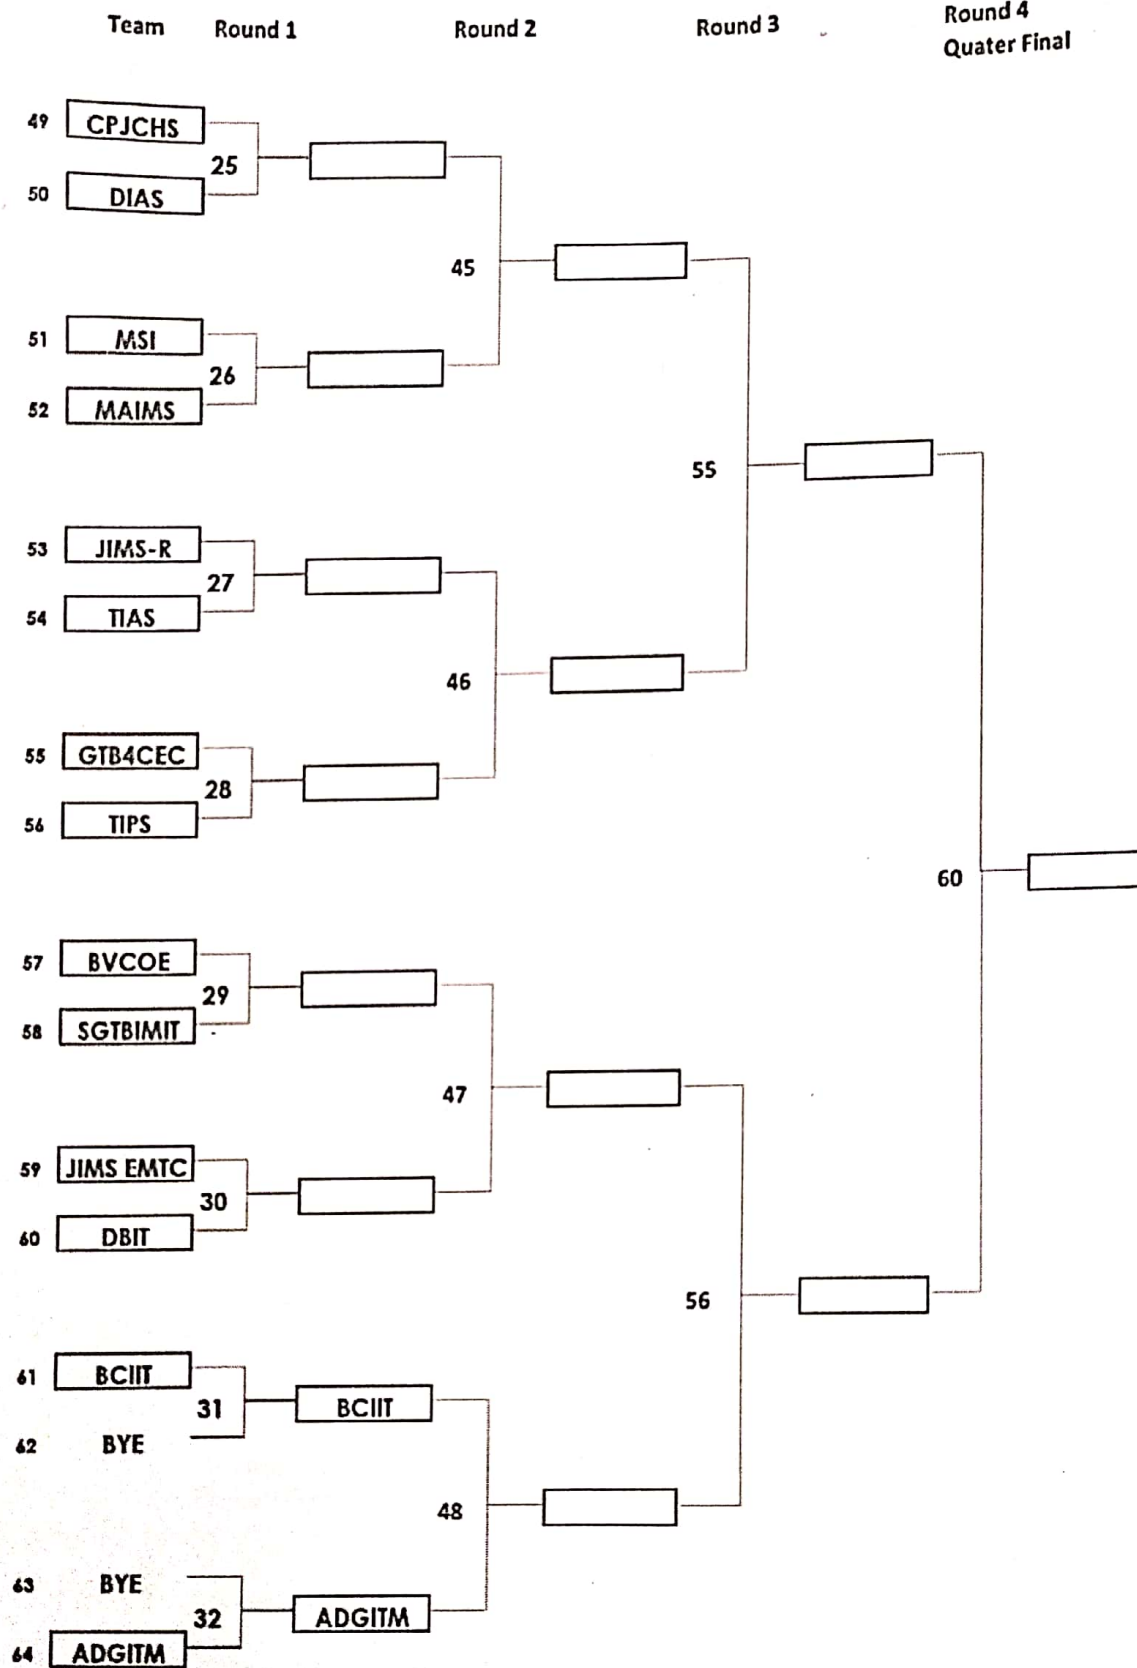 Team Round 1 Round 2 Round 3 Round 4
Quater Final
49 CPJCHS
25
50 DIAS
45
51 MSI
26
52 MAIMS
55
53 JIMS-R
27
54 TIAS
46
55 GTB4CEC
28
56 TIPS
60
57 BVCOE
29
58 SGTBIMIT
47
59 JIMS EMTC
30
60 DBIT
56
61 BCIIT
31 BCIIT
62 BYE
48
63 BYE
32 ADGITM
64 ADGITM